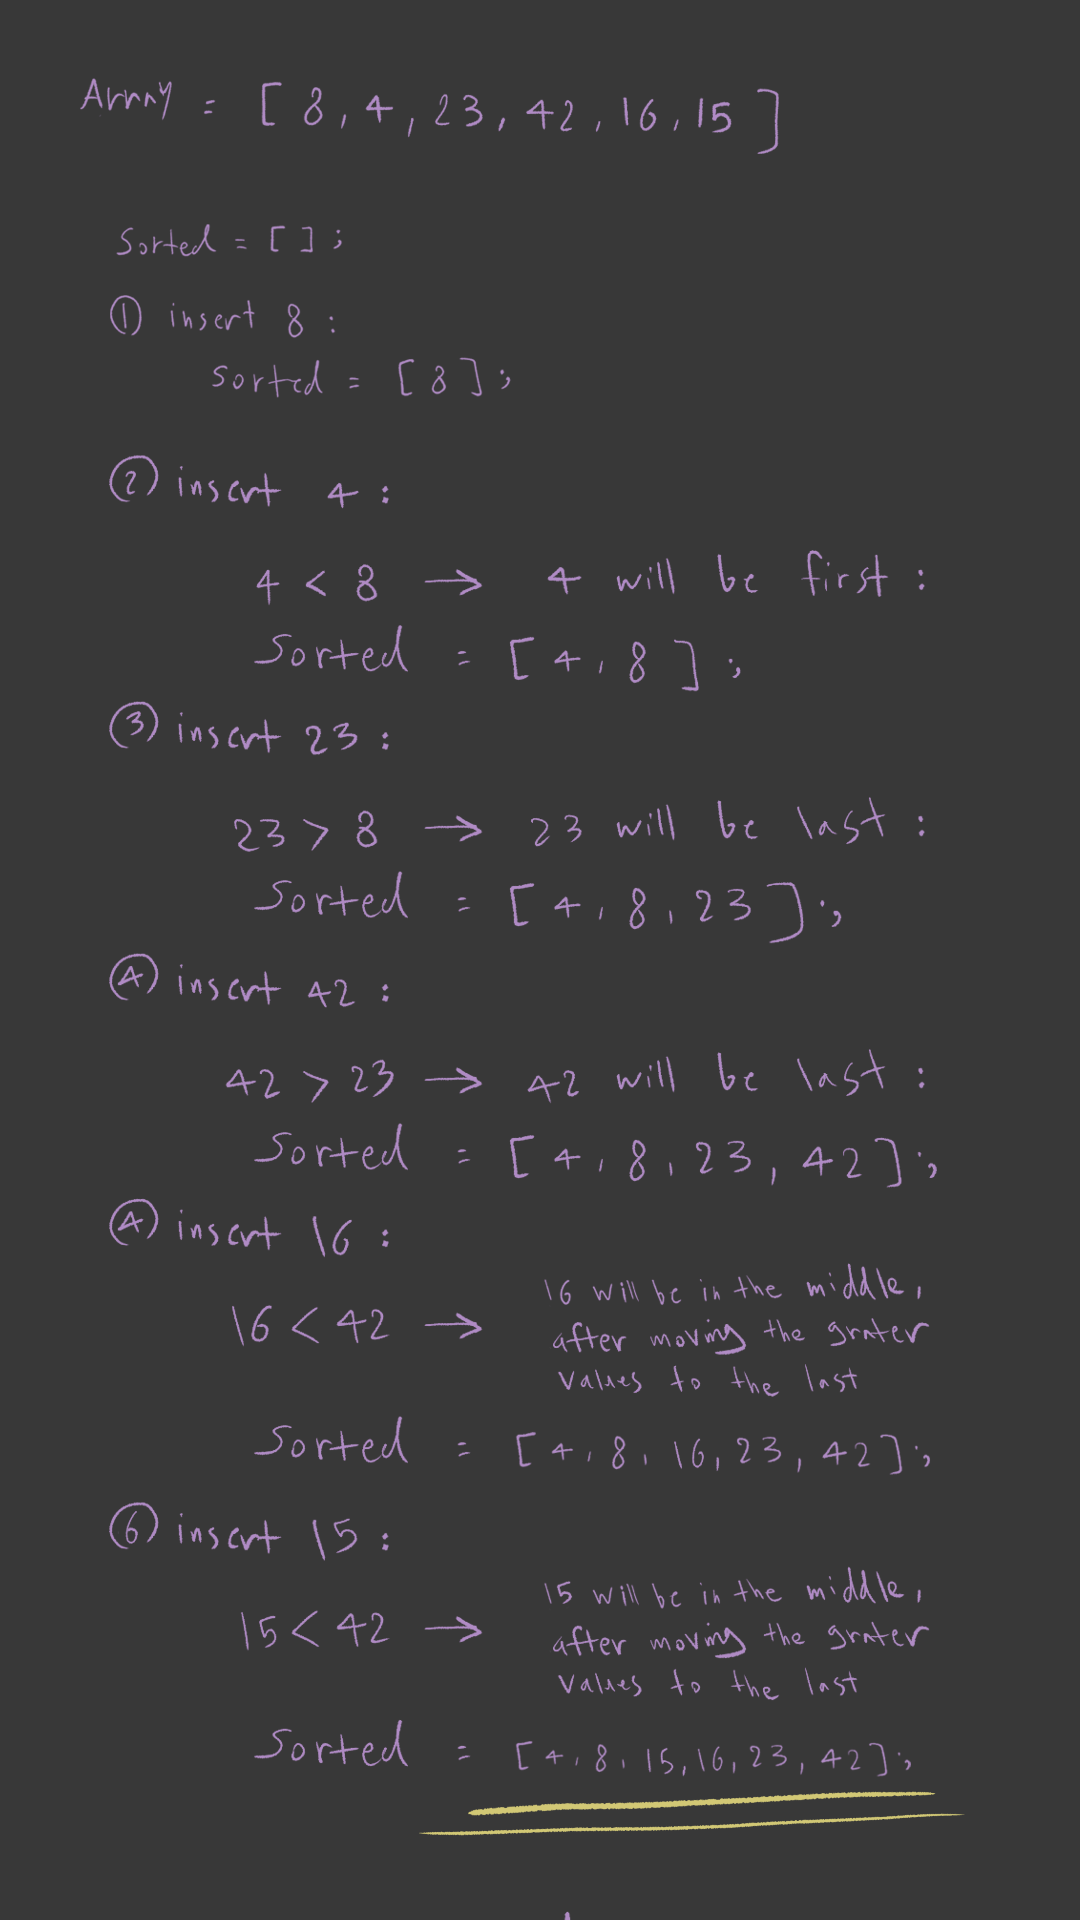 Array = [ 8, 4, 23, 42, 16, 15 ]
Sorted = [ ];
① insert 8 :
sorted = [ 8 ];
② insert 4 :
4 < 8 → 4 will be first :
Sorted = [ 4, 8 ];
③ insert 23 :
23 > 8 → 23 will be last :
Sorted = [ 4, 8, 23 ];
④ insert 42 :
42 > 23 → 42 will be last :
Sorted = [ 4, 8, 23, 42 ];
④ insert 16 :
16 will be in the middle,
16 < 42 → after moving the grater
values to the last
Sorted = [ 4, 8, 16, 23, 42 ];
⑥ insert 15 :
15 will be in the middle,
15 < 42 → after moving the grater
values to the last
Sorted = [ 4, 8, 15, 16, 23, 42 ];